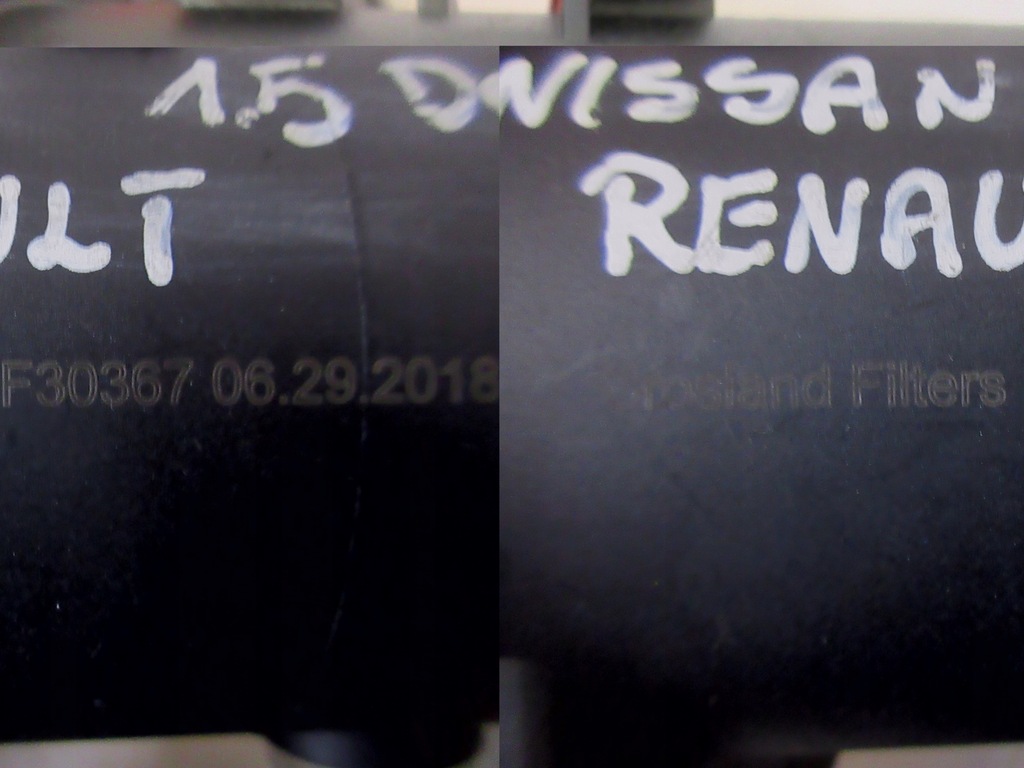 1.5 D NISSAN
ULT RENAU
F30367 06.29.2018 Filters